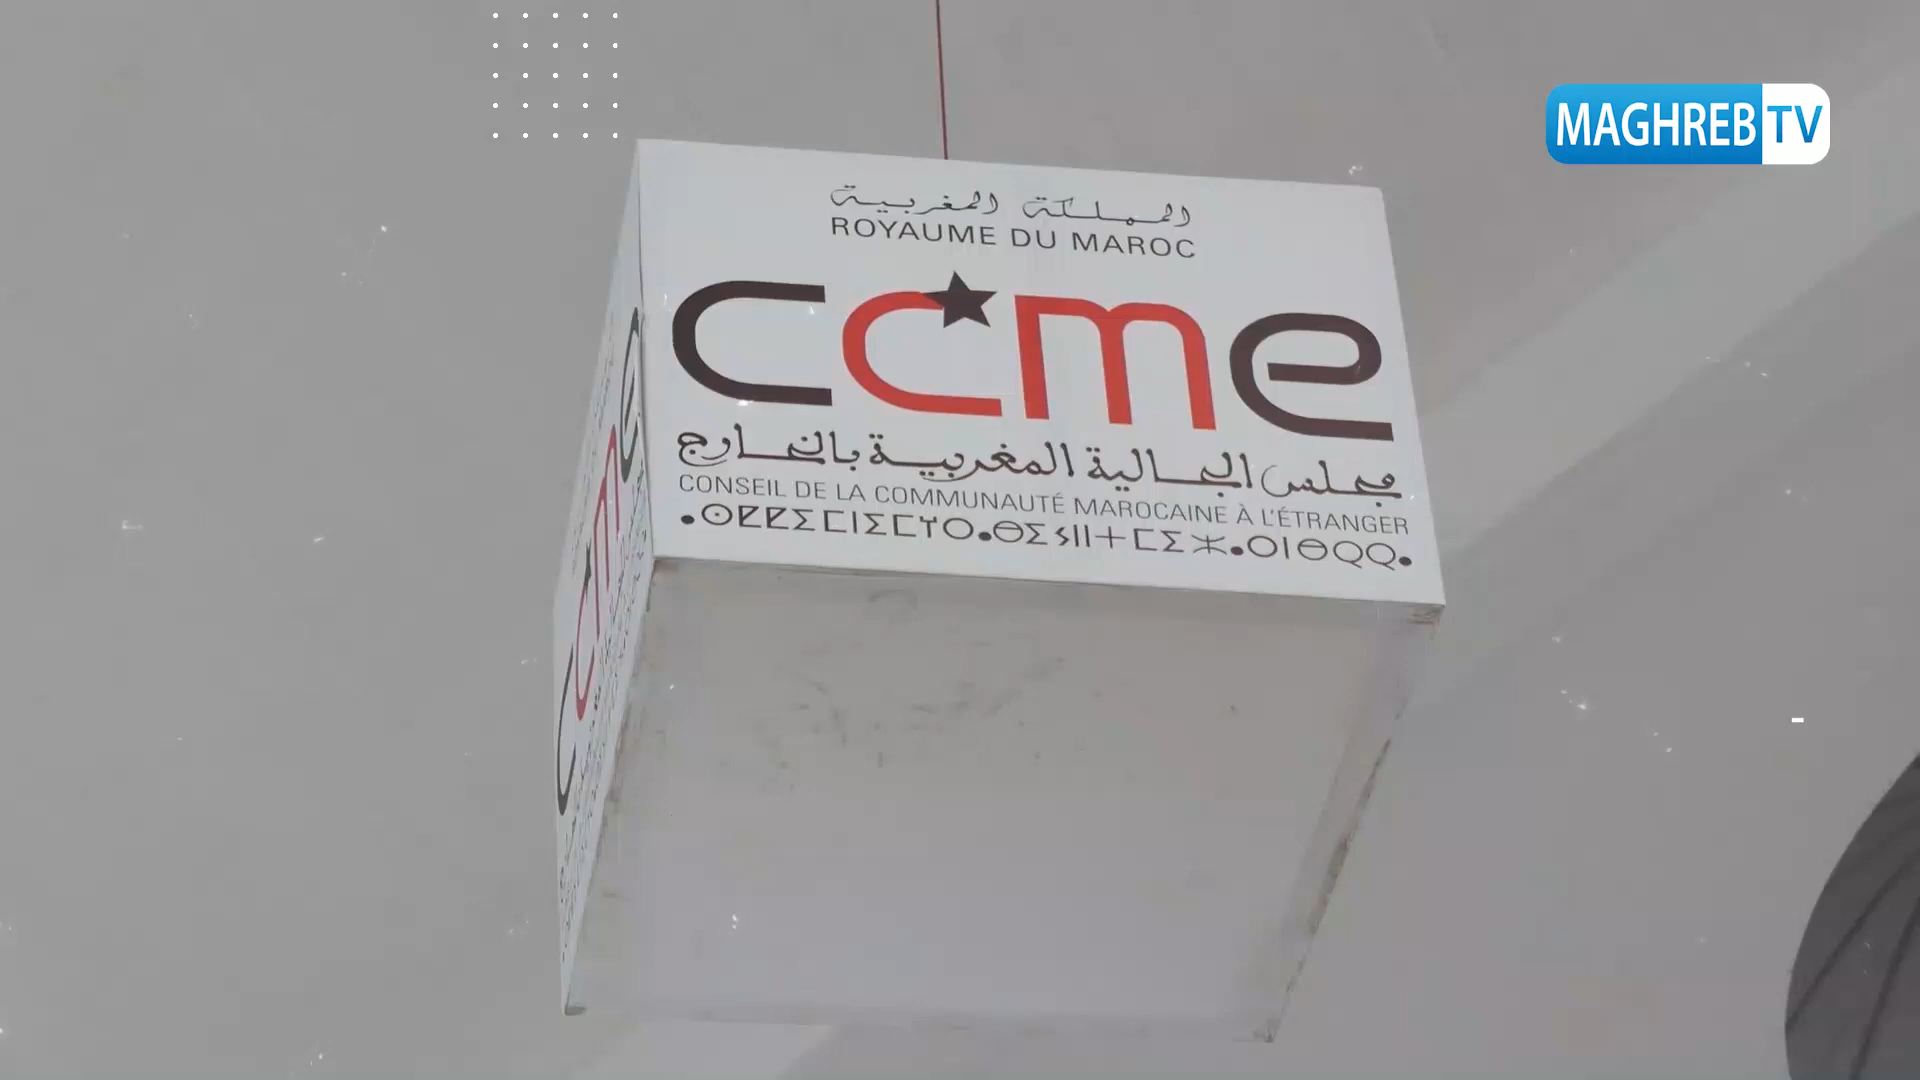 MAGHREB TV
المملكة المغربية
ROYAUME DU MAROC
ccme
مجلس الجالية المغربية بالخارج
CONSEIL DE LA COMMUNAUTÉ MAROCAINE À L'ÉTRANGER